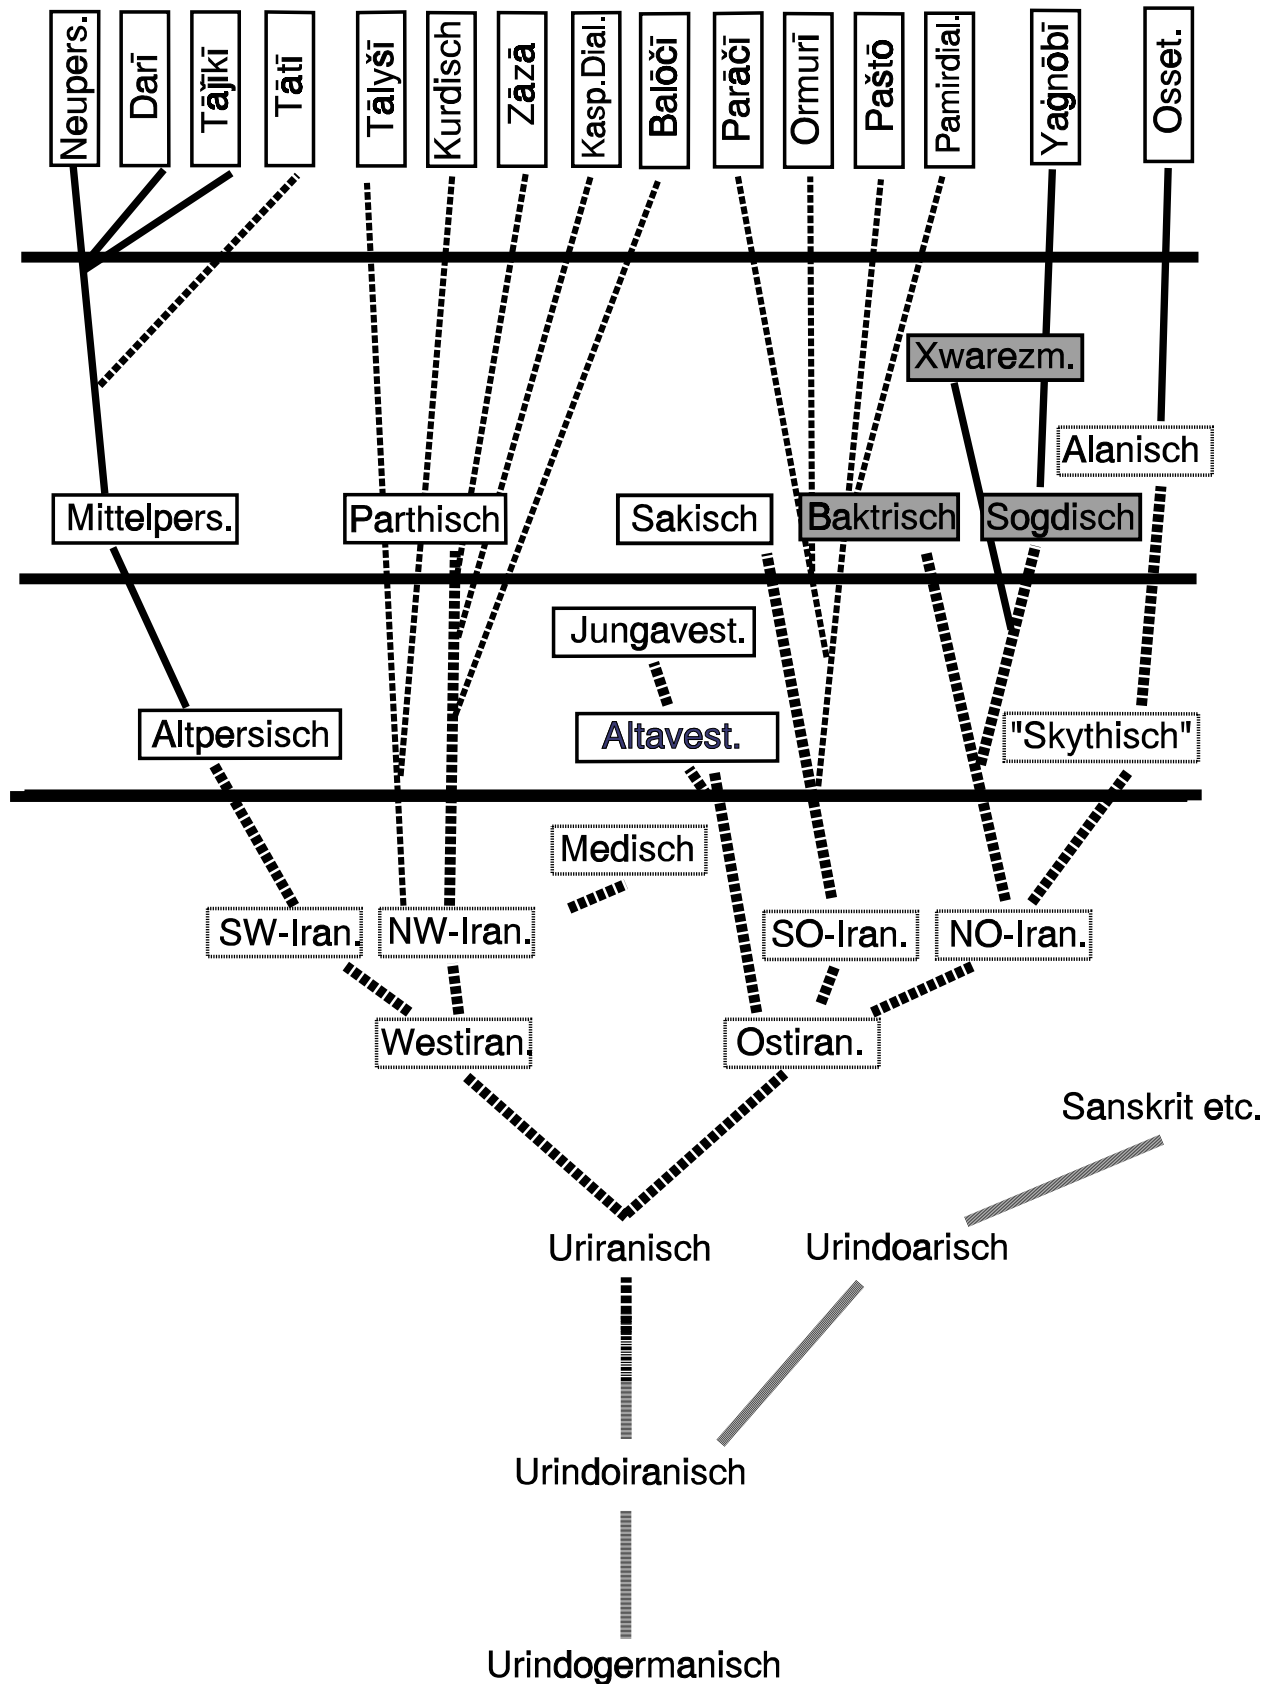 Neupers.
Darī
Tāǰīkī
Tātī
Tālyšī
Kurdisch
Zāzā
Kasp.Dial.
Balōčī
Parāčī
Ormurī
Paštō
Pamirdial.
Yaġnōbī
Osset.
Xwarezm.
Alanisch
Mittelpers.
Parthisch
Sakisch
Baktrisch
Sogdisch
Jungavest.
Altpersisch
Altavest.
"Skythisch"
Medisch
SW-Iran.
NW-Iran.
SO-Iran.
NO-Iran.
Westiran.
Ostiran.
Sanskrit etc.
Uriranisch
Urindoarisch
Urindoiranisch
Urindogermanisch